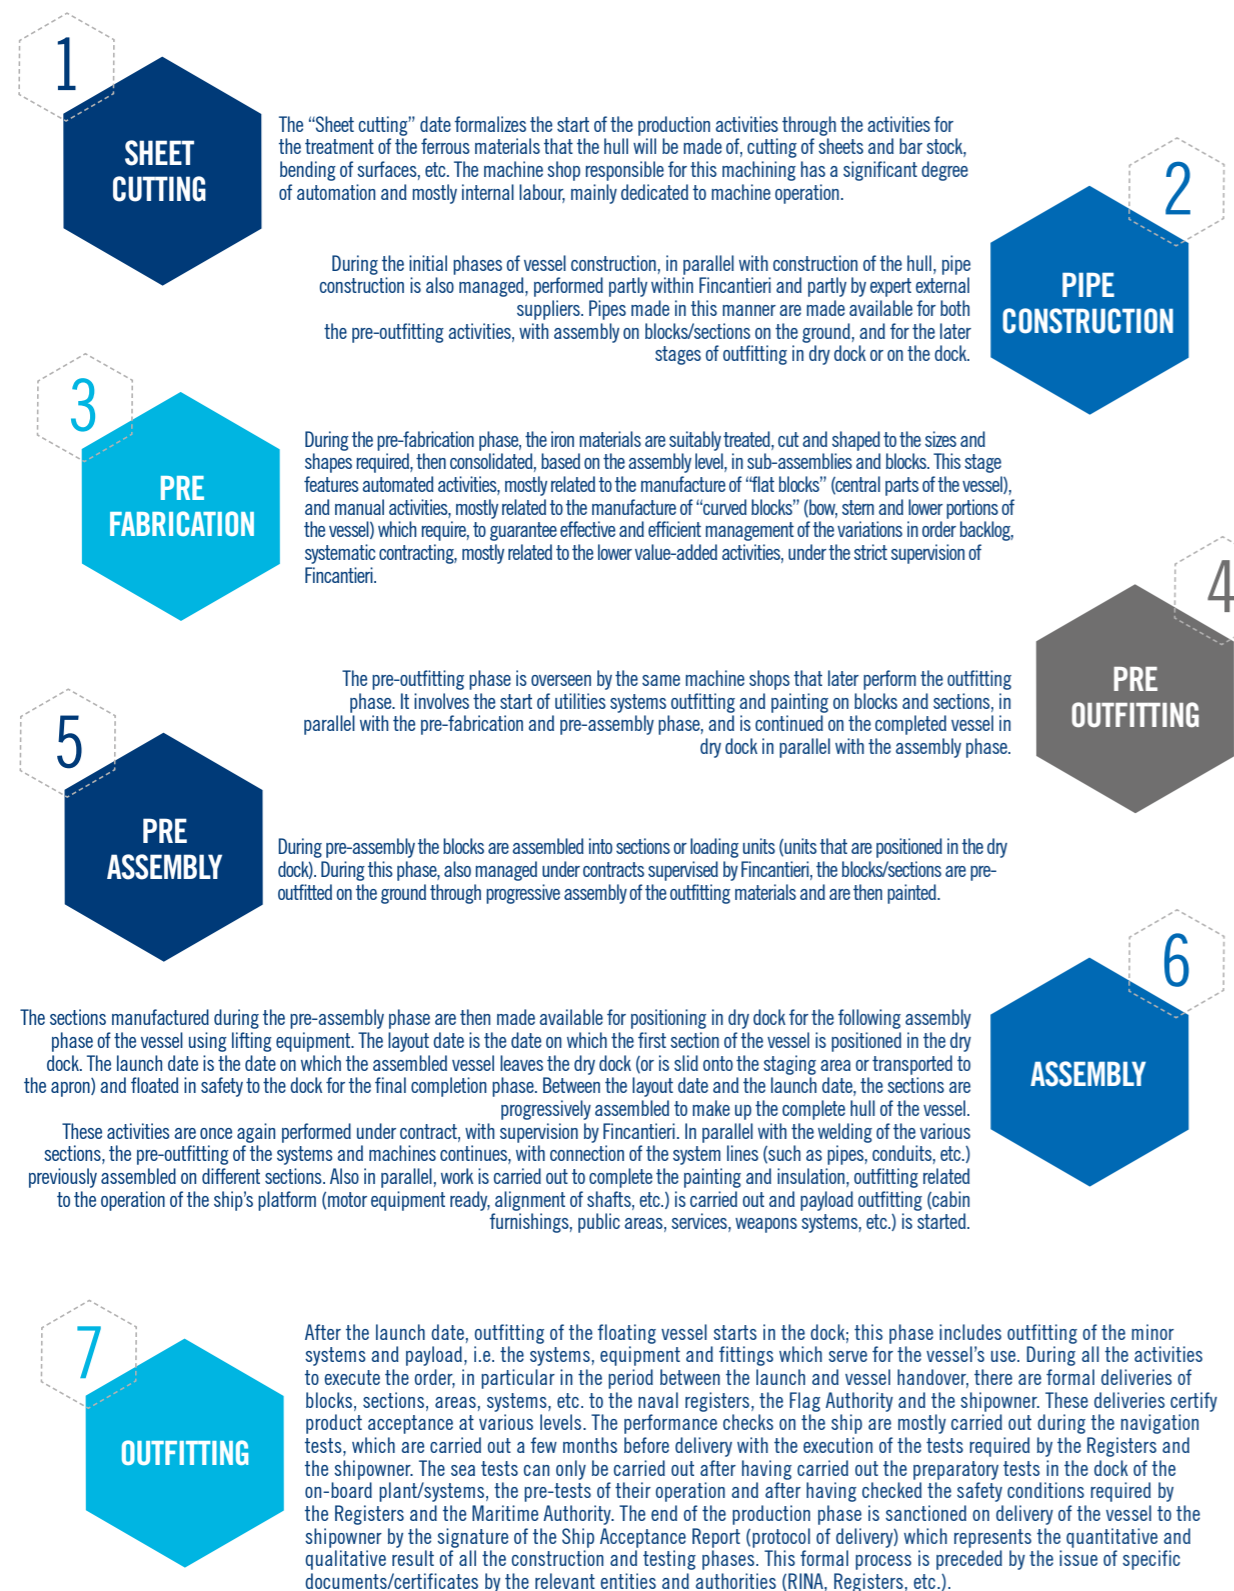 1
SHEET
CUTTING
The “Sheet cutting” date formalizes the start of the production activities through the activities for
the treatment of the ferrous materials that the hull will be made of, cutting of sheets and bar stock,
bending of surfaces, etc. The machine shop responsible for this machining has a significant degree
of automation and mostly internal labour, mainly dedicated to machine operation.
2
PIPE
CONSTRUCTION
During the initial phases of vessel construction, in parallel with construction of the hull, pipe
construction is also managed, performed partly within Fincantieri and partly by expert external
suppliers. Pipes made in this manner are made available for both
the pre-outfitting activities, with assembly on blocks/sections on the ground, and for the later
stages of outfitting in dry dock or on the dock.
3
PRE
FABRICATION
During the pre-fabrication phase, the iron materials are suitably treated, cut and shaped to the sizes and
shapes required, then consolidated, based on the assembly level, in sub-assemblies and blocks. This stage
features automated activities, mostly related to the manufacture of “flat blocks” (central parts of the vessel),
and manual activities, mostly related to the manufacture of “curved blocks” (bow, stern and lower portions of
the vessel) which require, to guarantee effective and efficient management of the variations in order backlog,
systematic contracting, mostly related to the lower value-added activities, under the strict supervision of
Fincantieri.
4
PRE
OUTFITTING
The pre-outfitting phase is overseen by the same machine shops that later perform the outfitting
phase. It involves the start of utilities systems outfitting and painting on blocks and sections, in
parallel with the pre-fabrication and pre-assembly phase, and is continued on the completed vessel in
dry dock in parallel with the assembly phase.
5
PRE
ASSEMBLY
During pre-assembly the blocks are assembled into sections or loading units (units that are positioned in the dry
dock). During this phase, also managed under contracts supervised by Fincantieri, the blocks/sections are pre-
outfitted on the ground through progressive assembly of the outfitting materials and are then painted.
6
ASSEMBLY
The sections manufactured during the pre-assembly phase are then made available for positioning in dry dock for the following assembly
phase of the vessel using lifting equipment. The layout date is the date on which the first section of the vessel is positioned in the dry
dock. The launch date is the date on which the assembled vessel leaves the dry dock (or is slid onto the staging area or transported to
the apron) and floated in safety to the dock for the final completion phase. Between the layout date and the launch date, the sections are
progressively assembled to make up the complete hull of the vessel.
These activities are once again performed under contract, with supervision by Fincantieri. In parallel with the welding of the various
sections, the pre-outfitting of the systems and machines continues, with connection of the system lines (such as pipes, conduits, etc.)
previously assembled on different sections. Also in parallel, work is carried out to complete the painting and insulation, outfitting related
to the operation of the ship’s platform (motor equipment ready, alignment of shafts, etc.) is carried out and payload outfitting (cabin
furnishings, public areas, services, weapons systems, etc.) is started.
7
OUTFITTING
After the launch date, outfitting of the floating vessel starts in the dock; this phase includes outfitting of the minor
systems and payload, i.e. the systems, equipment and fittings which serve for the vessel’s use. During all the activities
to execute the order, in particular in the period between the launch and vessel handover, there are formal deliveries of
blocks, sections, areas, systems, etc. to the naval registers, the Flag Authority and the shipowner. These deliveries certify
product acceptance at various levels. The performance checks on the ship are mostly carried out during the navigation
tests, which are carried out a few months before delivery with the execution of the tests required by the Registers and
the shipowner. The sea tests can only be carried out after having carried out the preparatory tests in the dock of the
on-board plant/systems, the pre-tests of their operation and after having checked the safety conditions required by
the Registers and the Maritime Authority. The end of the production phase is sanctioned on delivery of the vessel to the
shipowner by the signature of the Ship Acceptance Report (protocol of delivery) which represents the quantitative and
qualitative result of all the construction and testing phases. This formal process is preceded by the issue of specific
documents/certificates by the relevant entities and authorities (RINA, Registers, etc.).